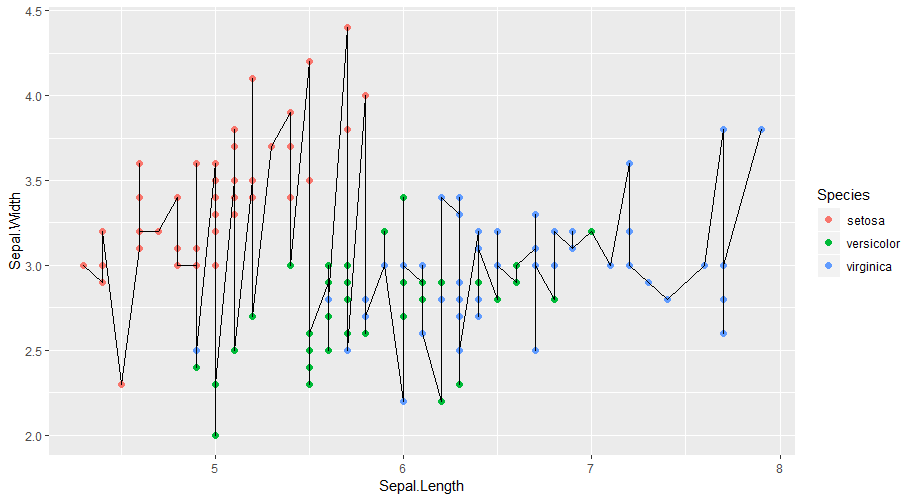 4.5
4.0
3.5
3.0
2.5
2.0
Sepal.Width
5
6
7
8
Sepal.Length
Species
setosa
versicolor
virginica